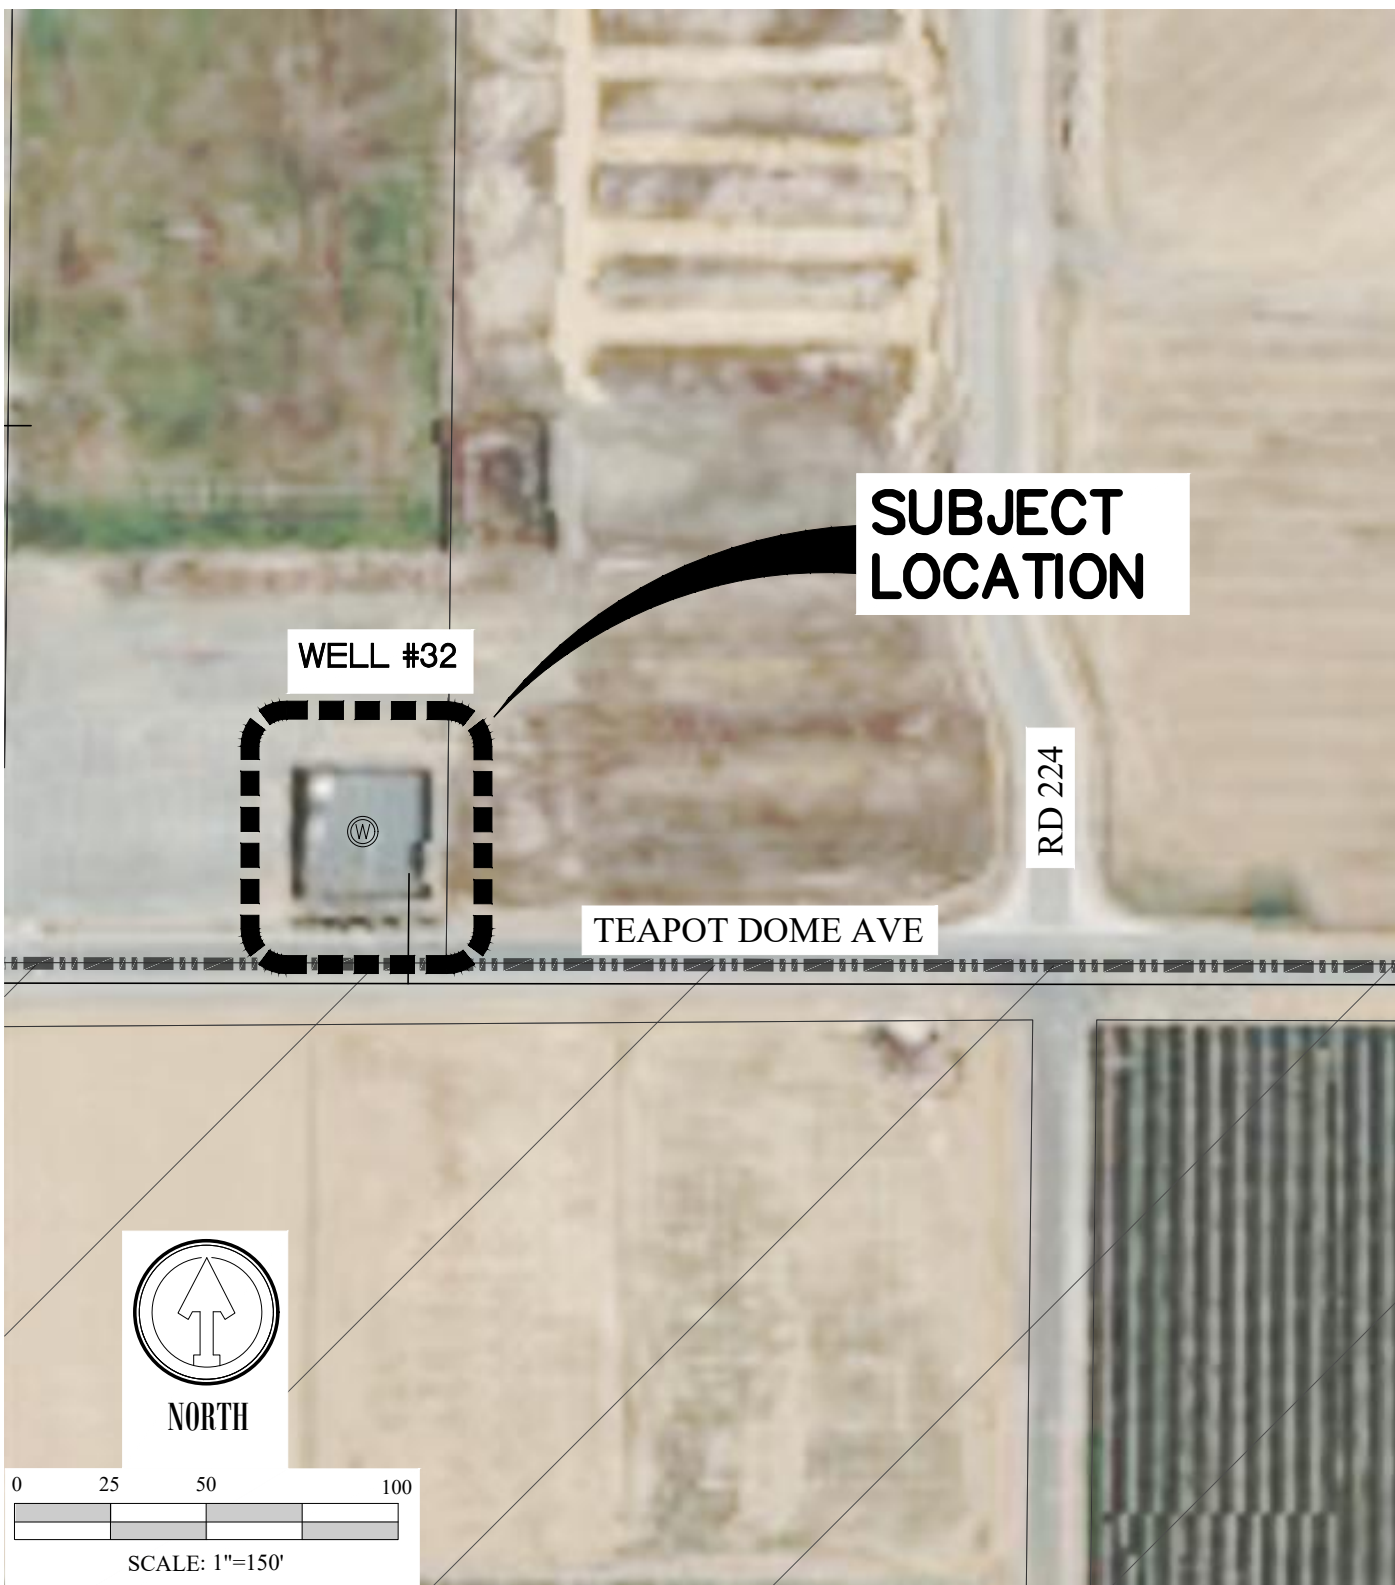 SUBJECT
LOCATION
WELL #32
RD 224
W
TEAPOT DOME AVE
NORTH
0 25 50 100
SCALE: 1"=150'